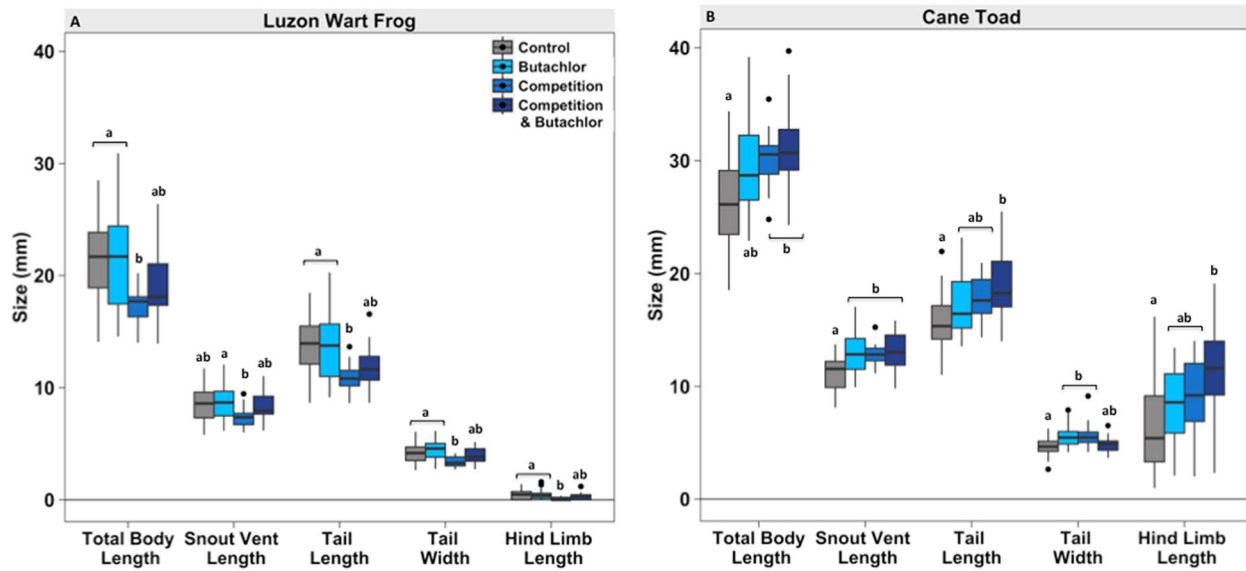 A
Luzon Wart Frog
40
30
20
10
0
Size (mm)
Control
Butachlor
Competition
Competition
& Butachlor
a
b
ab
ab
a
b
ab
a
b
ab
a
b
ab
a
b
ab
Total Body
Length
Snout Vent
Length
Tail
Length
Tail
Width
Hind Limb
Length
B
Cane Toad
40
30
20
10
0
Size (mm)
a
ab
b
a
b
a
ab
b
a
b
ab
a
ab
b
Total Body
Length
Snout Vent
Length
Tail
Length
Tail
Width
Hind Limb
Length